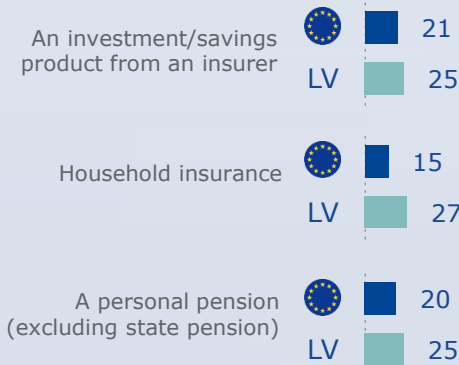 An investment/savings
product from an insurer
21
LV 25
Household insurance
15
LV 27
A personal pension
(excluding state pension)
20
LV 25